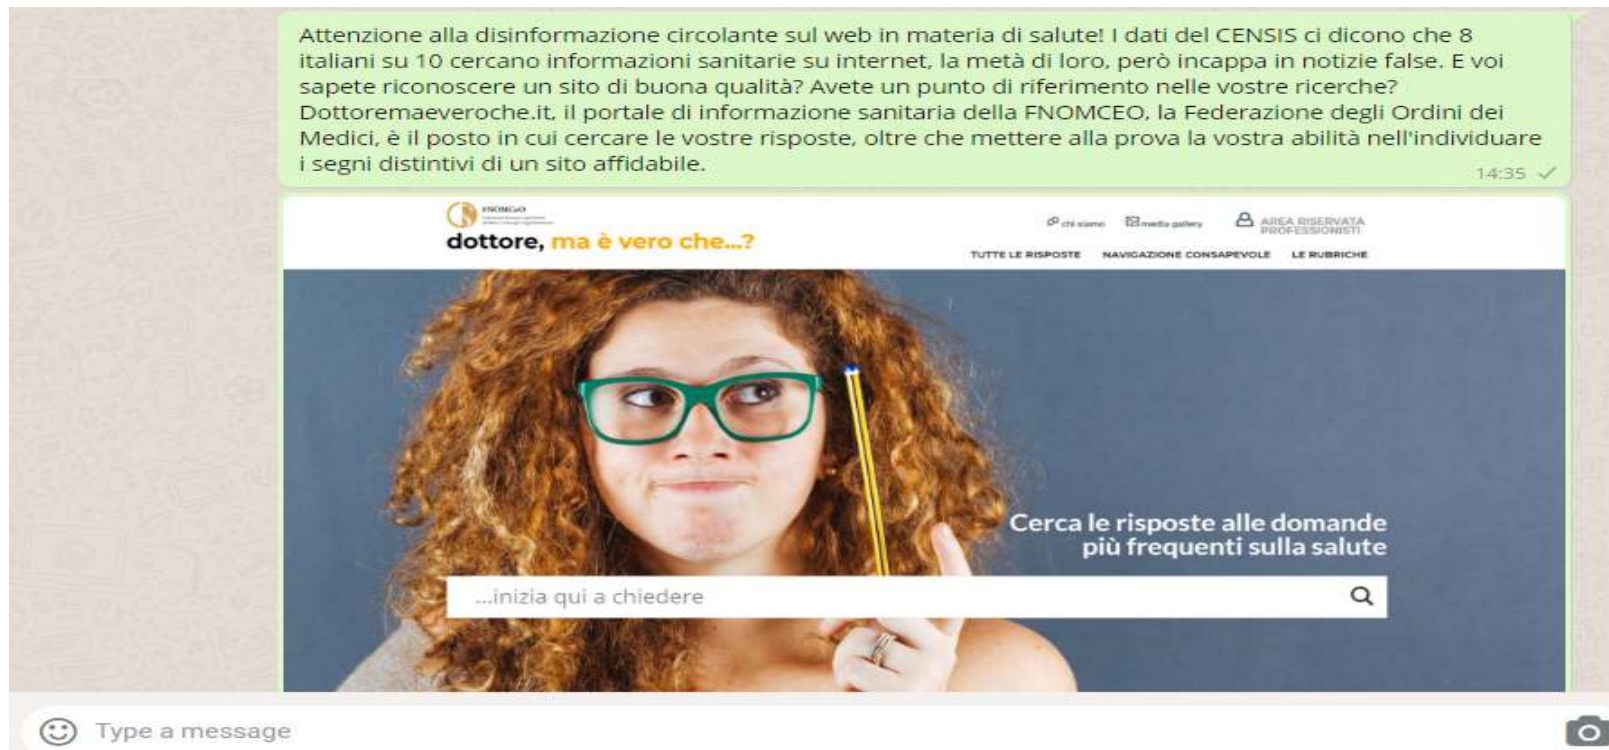 Attenzione alla disinformazione circolante sul web in materia di salute! I dati del CENSIS ci dicono che 8
italiani su 10 cercano informazioni sanitarie su internet, la metà di loro, però incappa in notizie false. E voi
sapete riconoscere un sito di buona qualità? Avete un punto di riferimento nelle vostre ricerche?
Dottoremaeveroche.it, il portale di informazione sanitaria della FNOMCEO, la Federazione degli Ordini dei
Medici, è il posto in cui cercare le vostre risposte, oltre che mettere alla prova la vostra abilità nell'individuare
i segni distintivi di un sito affidabile.
14:35
FNOMCeO
chi siamo media gallery AREA RISERVATA
PROFESSIONISTI
dottore, ma è vero che...?
TUTTE LE RISPOSTE NAVIGAZIONE CONSAPEVOLE LE RUBRICHE
Cerca le risposte alle domande
più frequenti sulla salute
...inizia qui a chiedere
Type a message